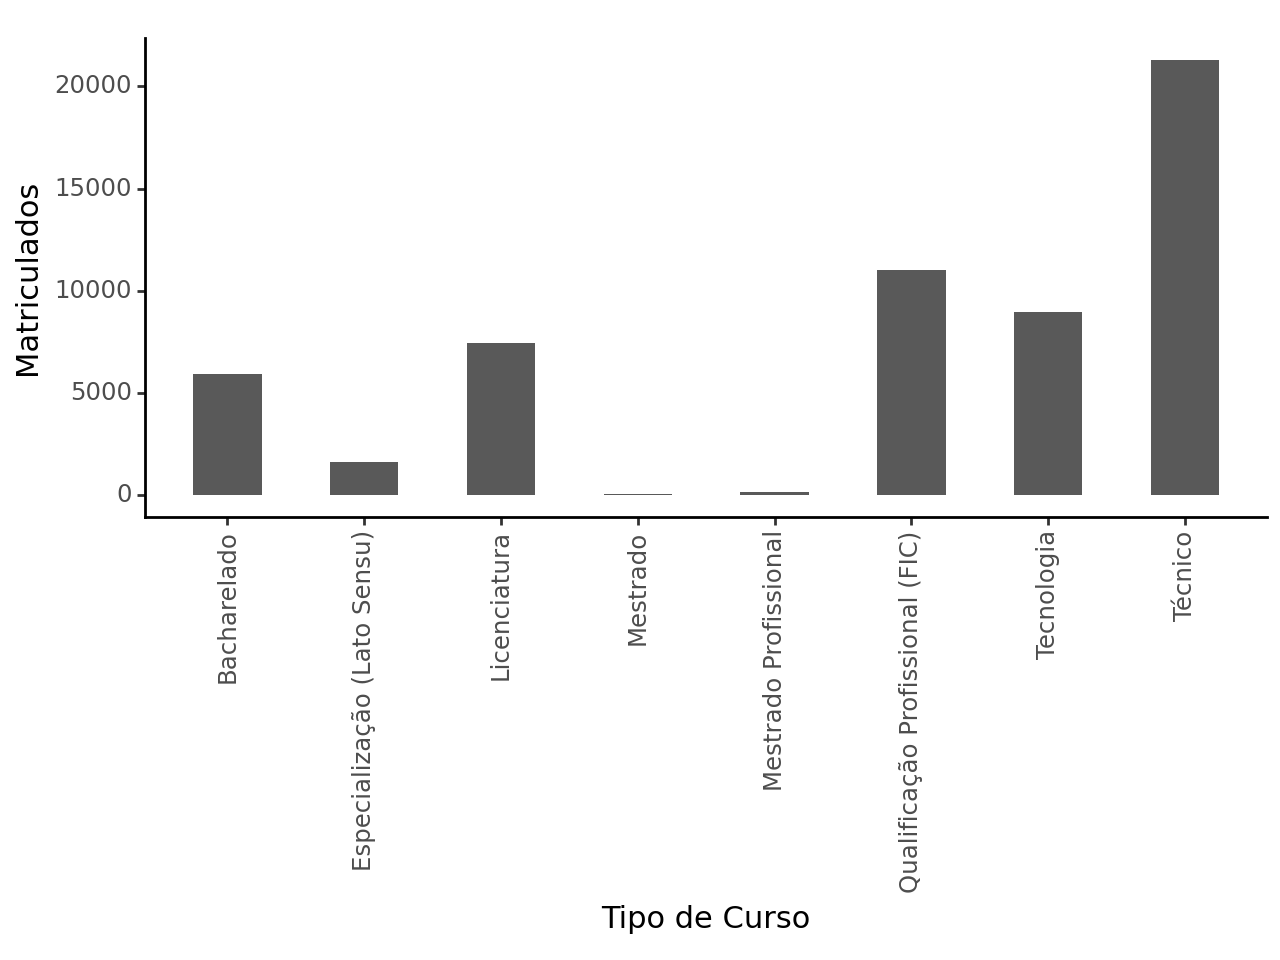 Matriculados
20000
15000
10000
5000
0
Bacharelado
Especialização (Lato Sensu)
Licenciatura
Mestrado
Mestrado Profissional
Qualificação Profissional (FIC)
Tecnologia
Técnico
Tipo de Curso